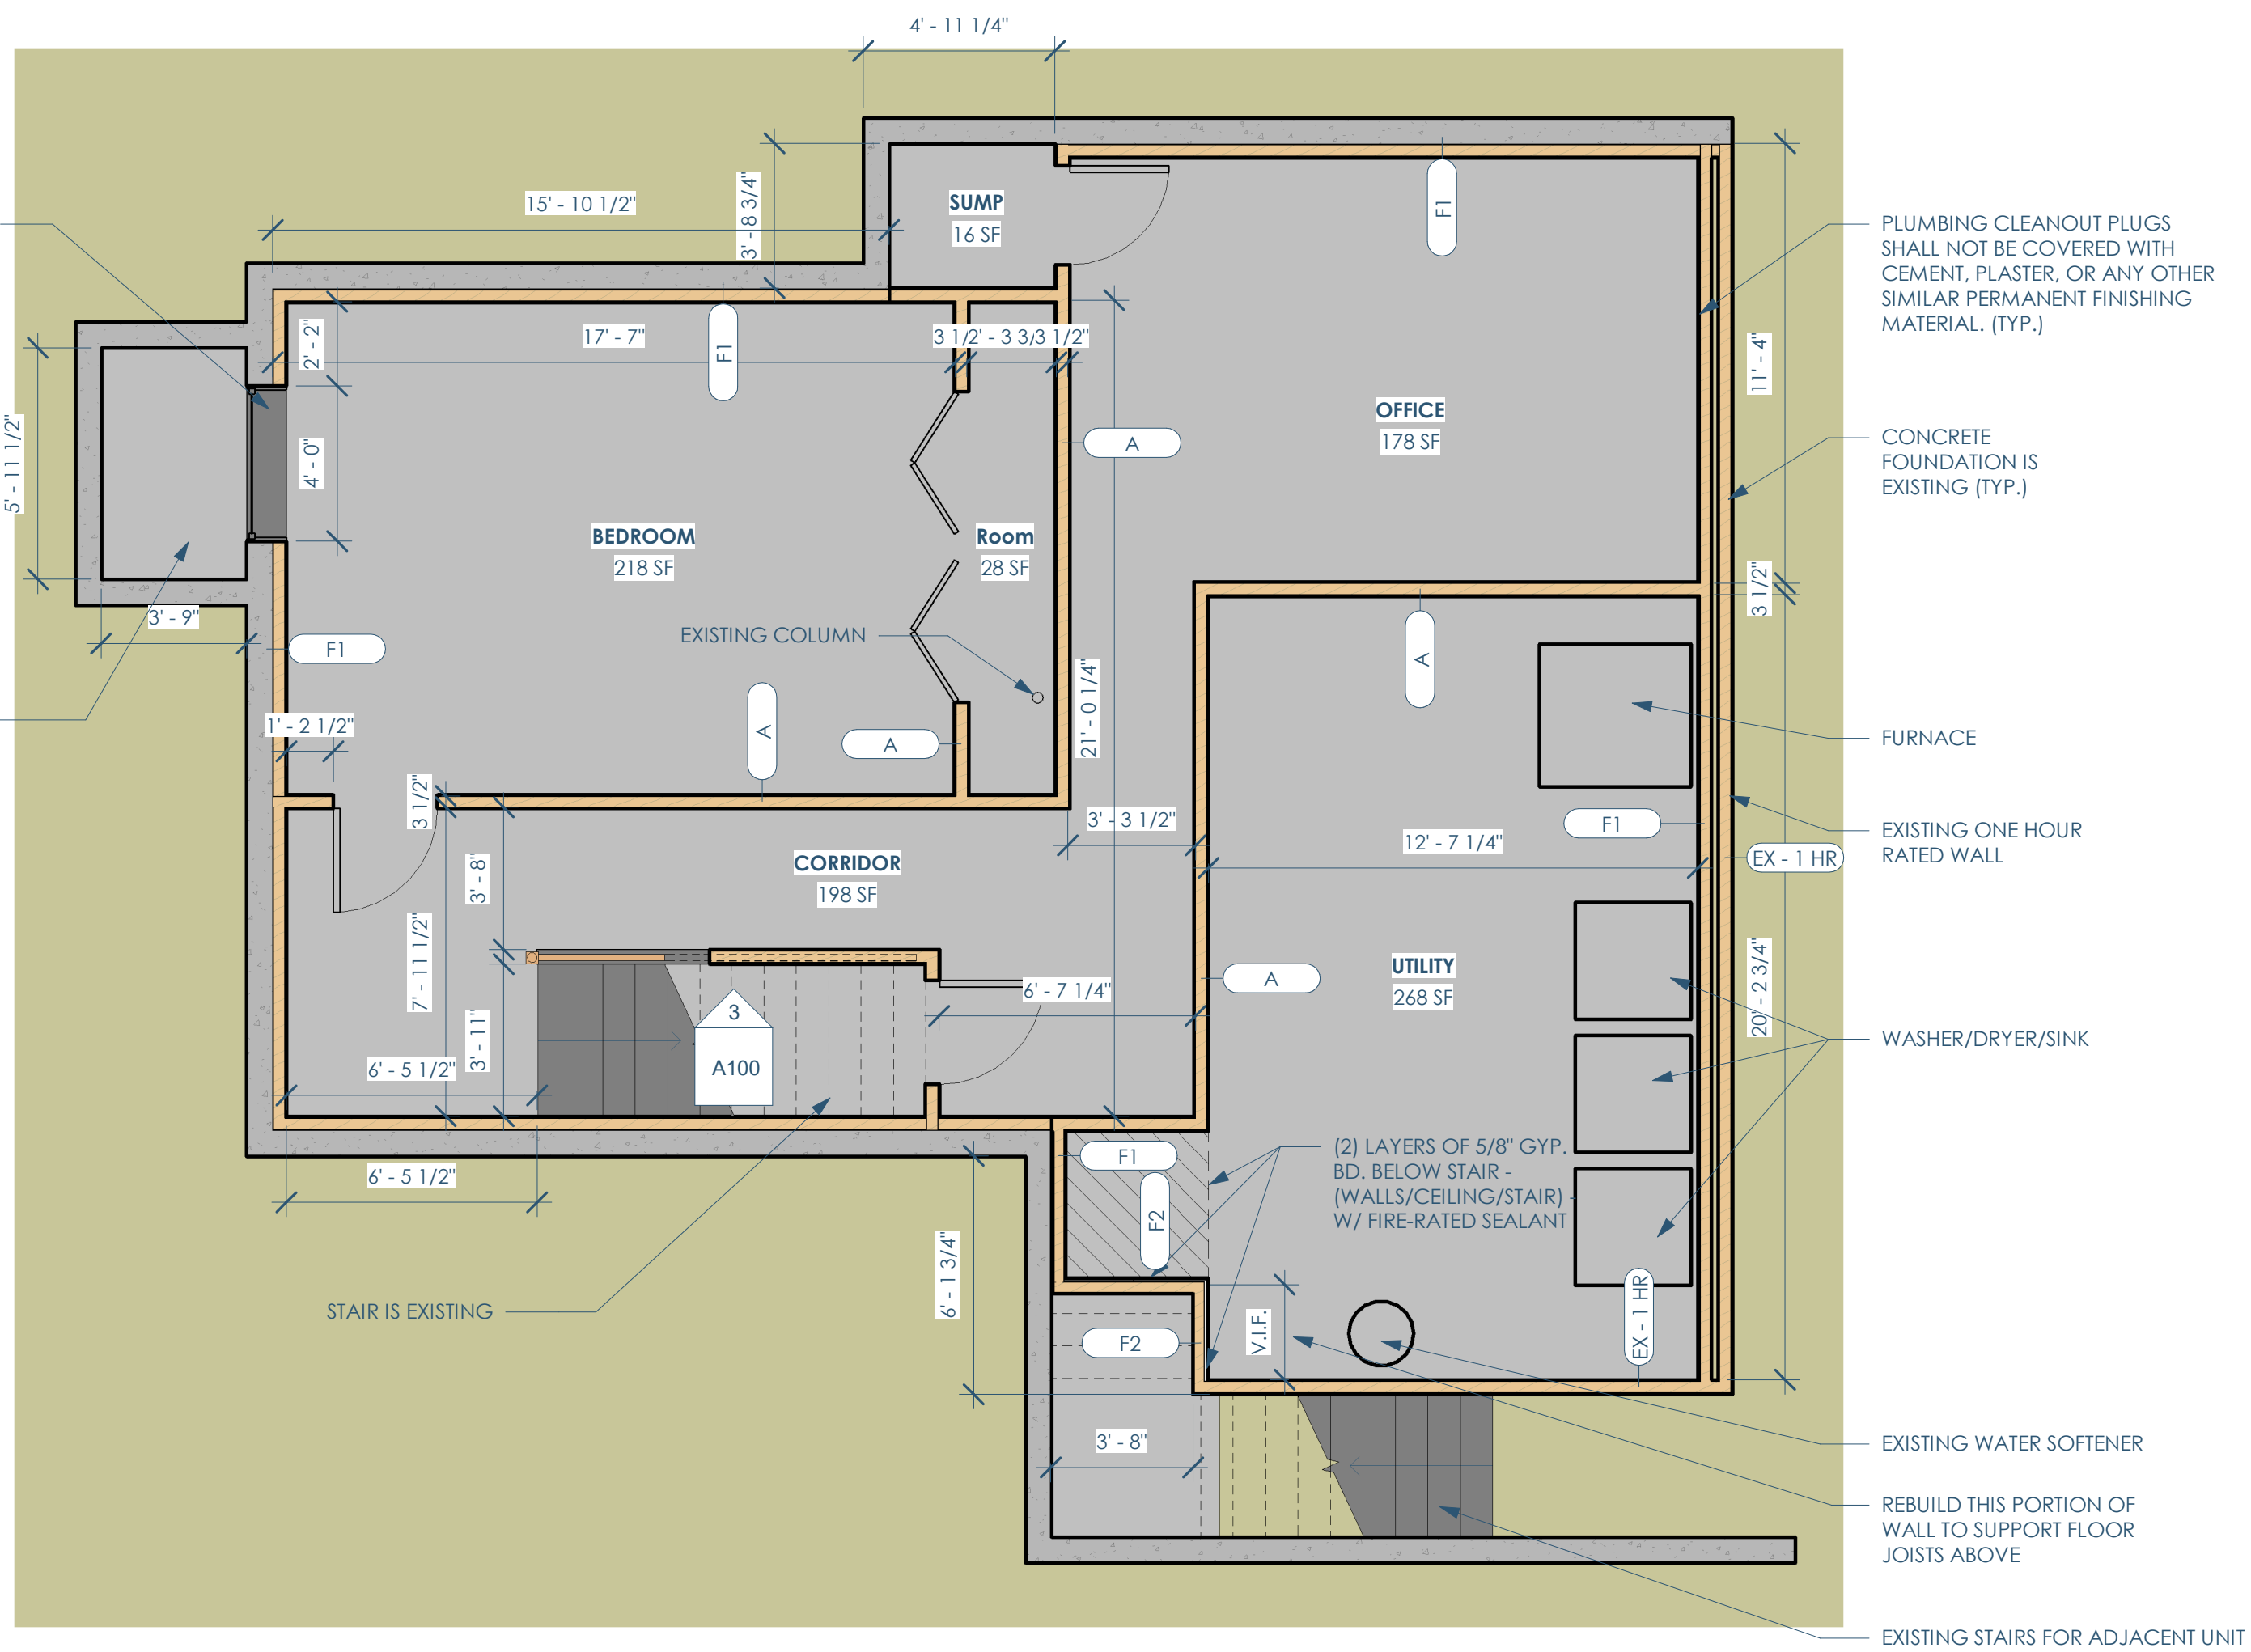 4' - 11 1/4"
15' - 10 1/2"
3' - 8 3/4"
SUMP
16 SF
F1
PLUMBING CLEANOUT PLUGS
SHALL NOT BE COVERED WITH
CEMENT, PLASTER, OR ANY OTHER
SIMILAR PERMANENT FINISHING
MATERIAL. (TYP.)
2' - 2"
17' - 7"
F1
3 1/2' - 3 3/3 1/2"
11' - 4"
5' - 11 1/2"
4' - 0"
A
OFFICE
178 SF
CONCRETE
FOUNDATION IS
EXISTING (TYP.)
BEDROOM
218 SF
Room
28 SF
3 1/2"
3' - 9"
F1
EXISTING COLUMN
A
21' - 0 1/4"
1' - 2 1/2"
A
A
FURNACE
3 1/2"
3' - 3 1/2"
F1
12' - 7 1/4"
EXISTING ONE HOUR
RATED WALL
EX - 1 HR
3' - 8"
CORRIDOR
198 SF
7' - 11 1/2"
3' - 11"
6' - 7 1/4"
A
UTILITY
268 SF
20' - 2 3/4"
3
A100
6' - 5 1/2"
WASHER/DRYER/SINK
6' - 5 1/2"
F1
F2
(2) LAYERS OF 5/8" GYP.
BD. BELOW STAIR -
(WALLS/CEILING/STAIR)
W/ FIRE-RATED SEALANT
6' - 1 3/4"
STAIR IS EXISTING
F2
V.I.F.
EX - 1 HR
3' - 8"
EXISTING WATER SOFTENER
REBUILD THIS PORTION OF
WALL TO SUPPORT FLOOR
JOISTS ABOVE
EXISTING STAIRS FOR ADJACENT UNIT